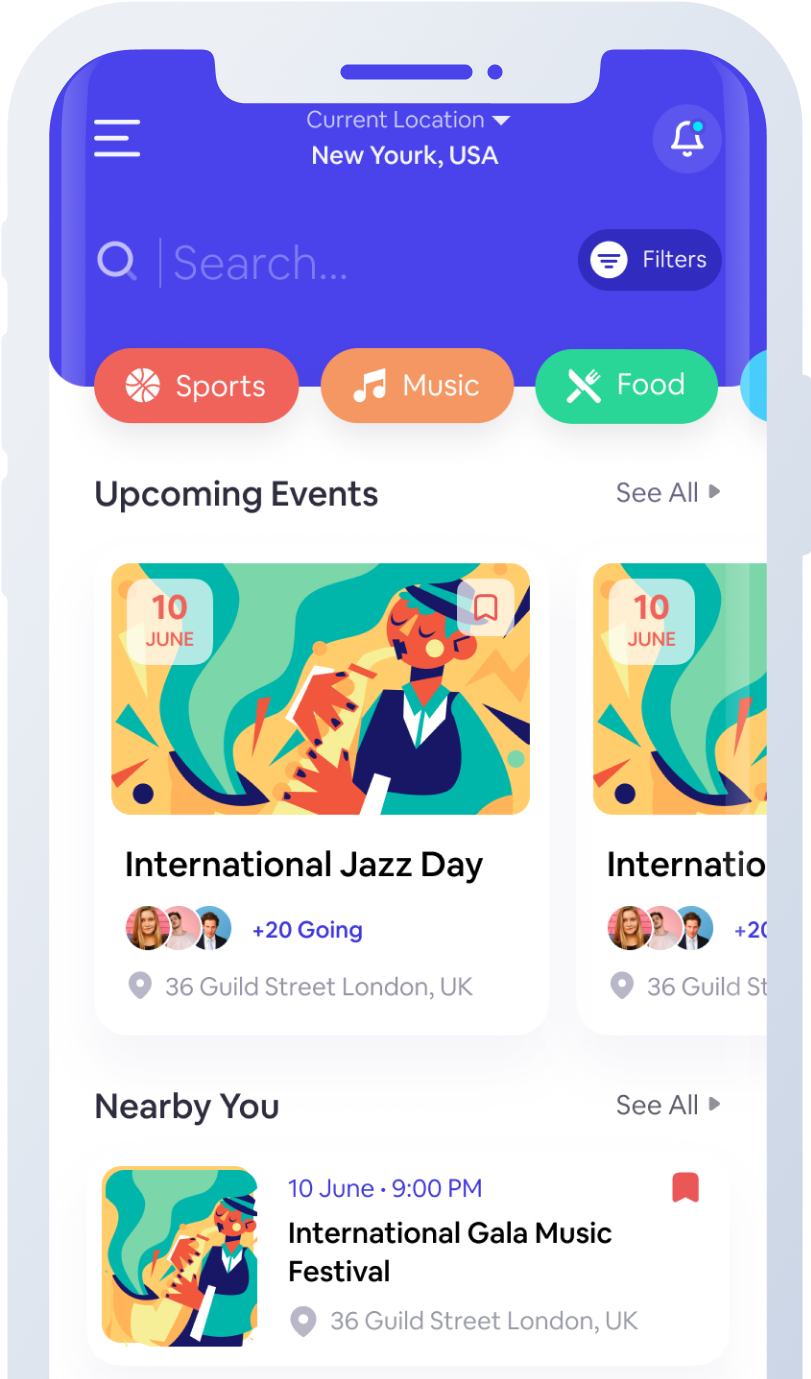 Current Location
New Yourk, USA
Search...
Filters
Sports
Music
Food
Upcoming Events
See All
10
JUNE
10
JUNE
International Jazz Day
Internatio
+20 Going
+20
36 Guild Street London, UK
36 Guild St
Nearby You
See All
10 June • 9:00 PM
International Gala Music
Festival
36 Guild Street London, UK